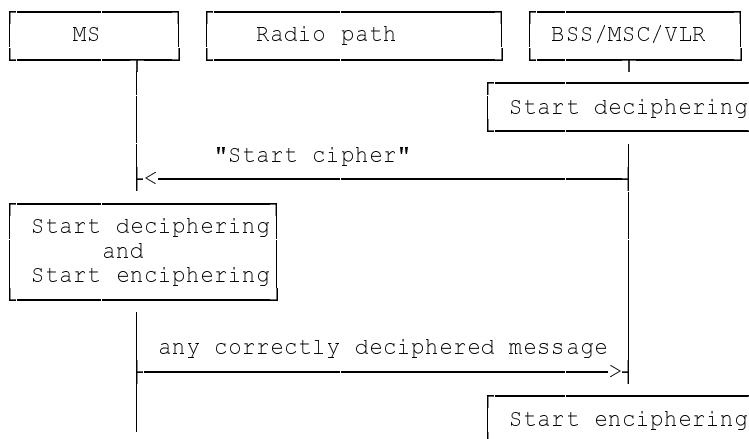 MS Radio path BSS/MSC/VLR
Start deciphering
"Start cipher"
Start deciphering
and
Start enciphering
any correctly deciphered message
Start enciphering